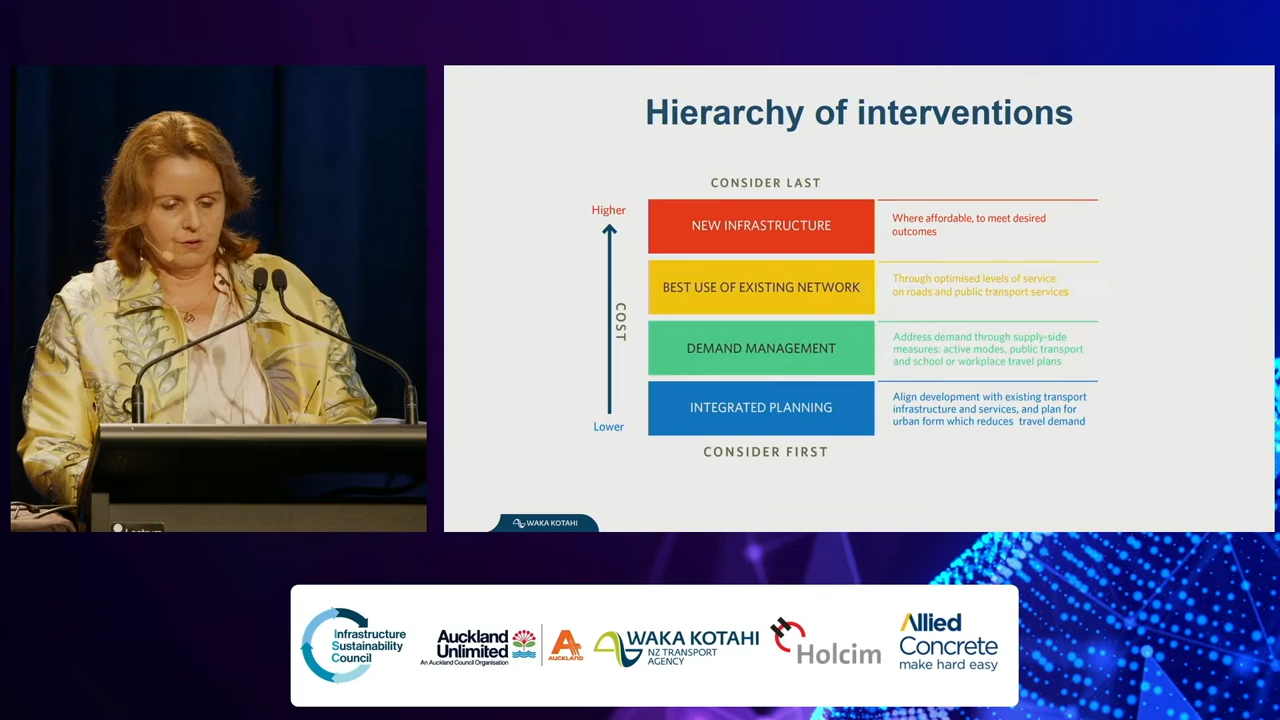 Hierarchy of interventions
CONSIDER LAST
Higher
COST
Lower
NEW INFRASTRUCTURE
Where affordable, to meet desired
outcomes
BEST USE OF EXISTING NETWORK
Through optimised levels of service
on roads and public transport services
DEMAND MANAGEMENT
Address demand through supply-side
measures: active modes, public transport
and school or workplace travel plans
INTEGRATED PLANNING
Align development with existing transport
infrastructure and services, and plan for
urban form which reduces travel demand
CONSIDER FIRST
WAKA KOTAHI
Infrastructure
Sustainability
Council
Auckland
Unlimited
An Auckland Council Organisation
AUCKLAND
WAKA KOTAHI
NZ TRANSPORT
AGENCY
Holcim
Allied
Concrete
make hard easy